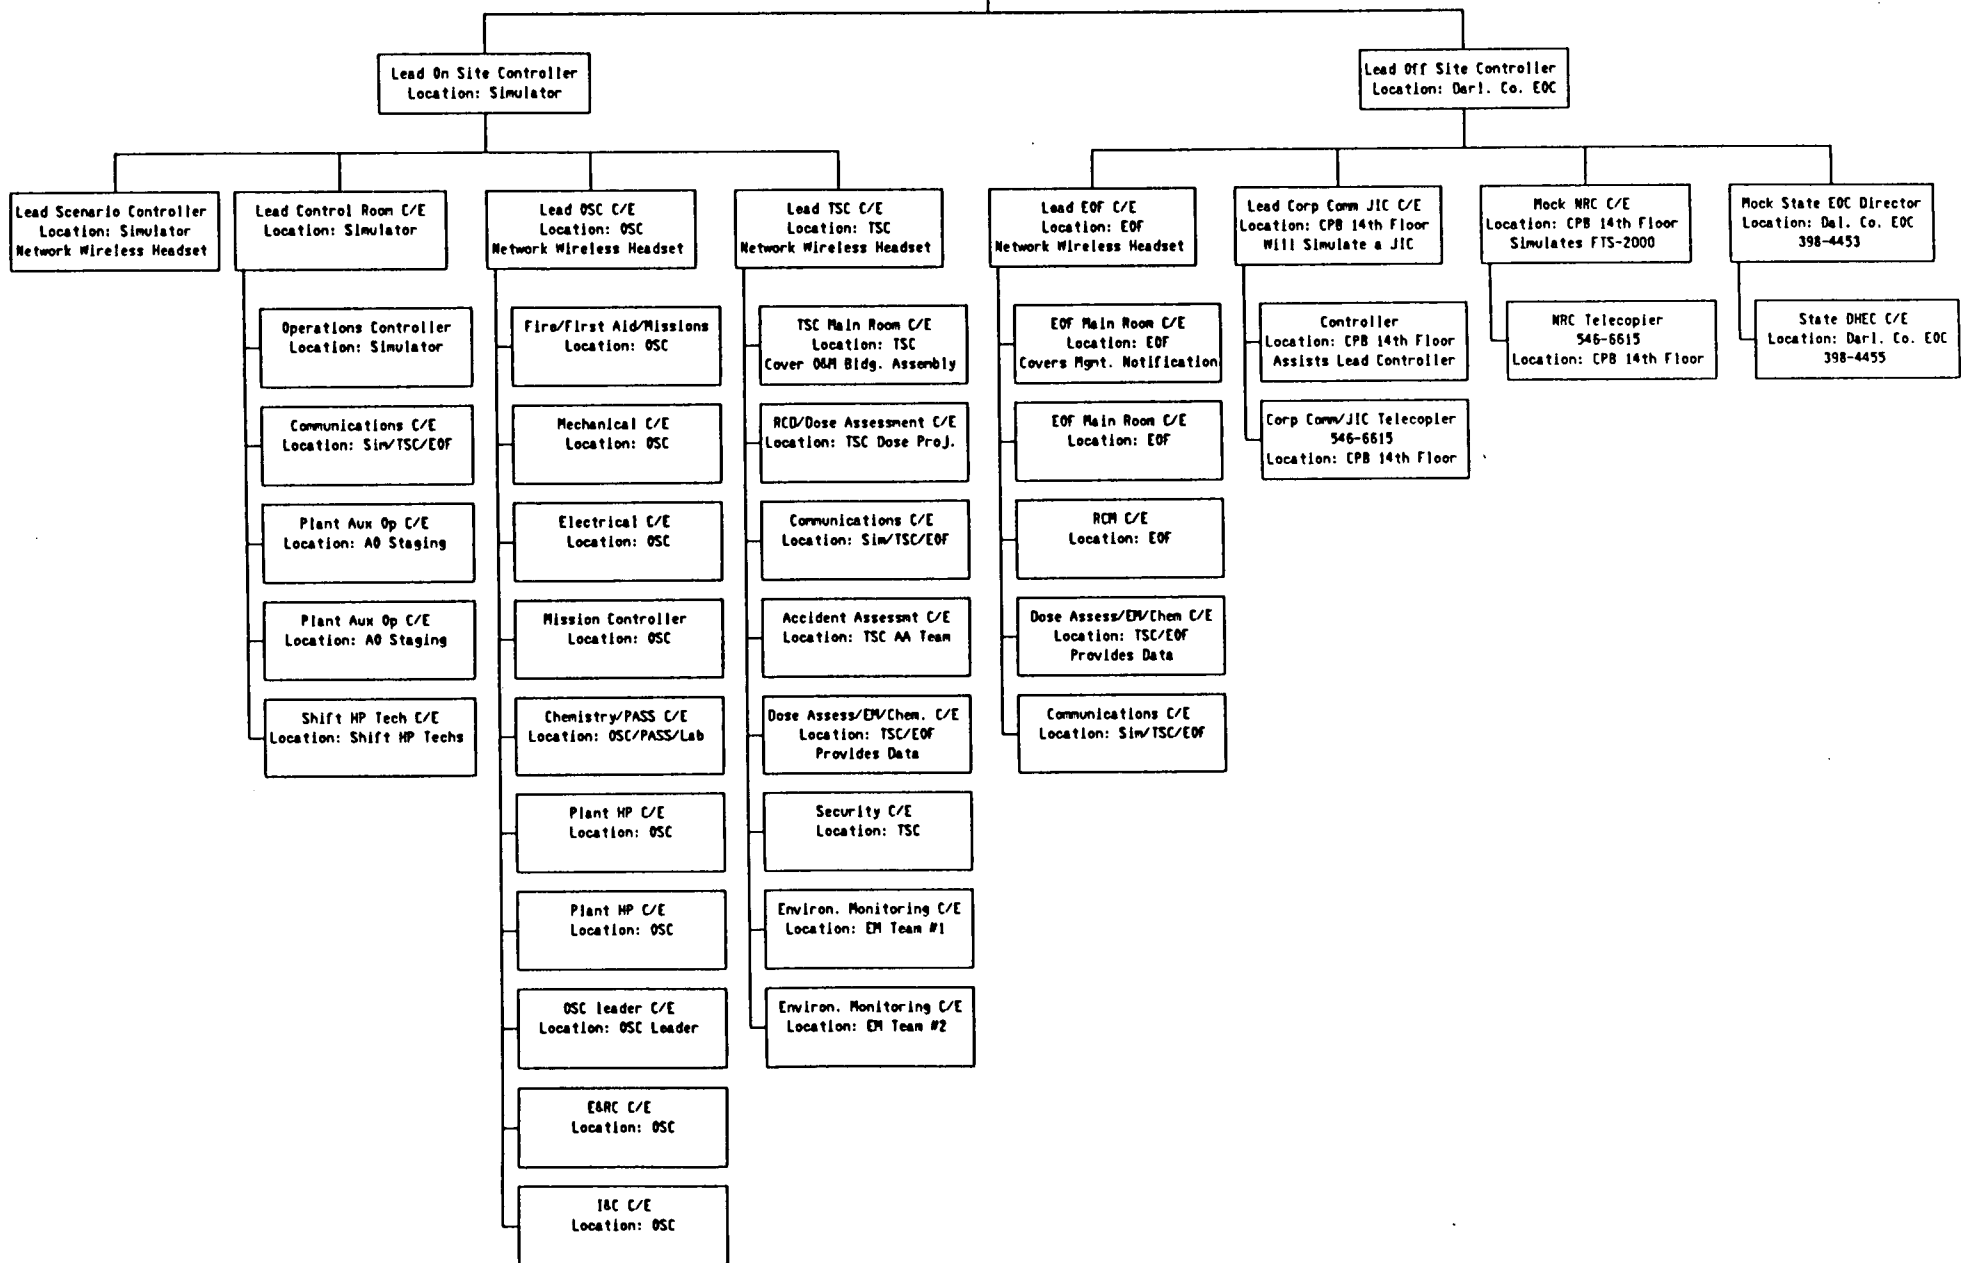 Lead On Site Controller
Location: Simulator
Lead Off Site Controller
Location: Darl. Co. EOC
Lead Scenario Controller
Location: Simulator
Network Wireless Headset
Lead Control Room C/E
Location: Simulator
Lead OSC C/E
Location: OSC
Network Wireless Headset
Lead TSC C/E
Location: TSC
Network Wireless Headset
Lead EOF C/E
Location: EOF
Network Wireless Headset
Lead Corp Comm JIC C/E
Location: CPB 14th Floor
Will Simulate a JIC
Mock NRC C/E
Location: CPB 14th Floor
Simulates FTS-2000
Mock State EOC Director
Location: Dal. Co. EOC
398-4453
Operations Controller
Location: Simulator
Communications C/E
Location: Sim/TSC/EOF
Plant Aux Op C/E
Location: AO Staging
Plant Aux Op C/E
Location: AO Staging
Shift HP Tech C/E
Location: Shift HP Techs
Fire/First Aid/Missions
Location: OSC
Mechanical C/E
Location: OSC
Electrical C/E
Location: OSC
Mission Controller
Location: OSC
Chemistry/PASS C/E
Location: OSC/PASS/Lab
Plant HP C/E
Location: OSC
Plant HP C/E
Location: OSC
OSC leader C/E
Location: OSC Leader
E&RC C/E
Location: OSC
I&C C/E
Location: OSC
TSC Main Room C/E
Location: TSC
Cover O&M Bldg. Assembly
RCD/Dose Assessment C/E
Location: TSC Dose Proj.
Communications C/E
Location: Sim/TSC/EOF
Accident Assessmt C/E
Location: TSC AA Team
Dose Assess/EM/Chem. C/E
Location: TSC/EOF
Provides Data
Security C/E
Location: TSC
Environ. Monitoring C/E
Location: EM Team #1
Environ. Monitoring C/E
Location: EM Team #2
EOF Main Room C/E
Location: EOF
Covers Mgmt. Notification
EOF Main Room C/E
Location: EOF
RCM C/E
Location: EOF
Dose Assess/EM/Chem C/E
Location: TSC/EOF
Provides Data
Communications C/E
Location: Sim/TSC/EOF
Controller
Location: CPB 14th Floor
Assists Lead Controller
Corp Comm/JIC Telecopier
546-6615
Location: CPB 14th Floor
NRC Telecopier
546-6615
Location: CPB 14th Floor
State DHEC C/E
Location: Darl. Co. EOC
398-4455